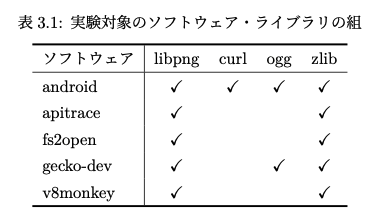 表 3.1: 実験対象のソフトウェア・ライブラリの組
ソフトウェア libpng curl ogg zlib
android ✓ ✓ ✓ ✓
apitrace ✓ ✓
fs2open ✓ ✓
gecko-dev ✓ ✓ ✓
v8monkey ✓ ✓